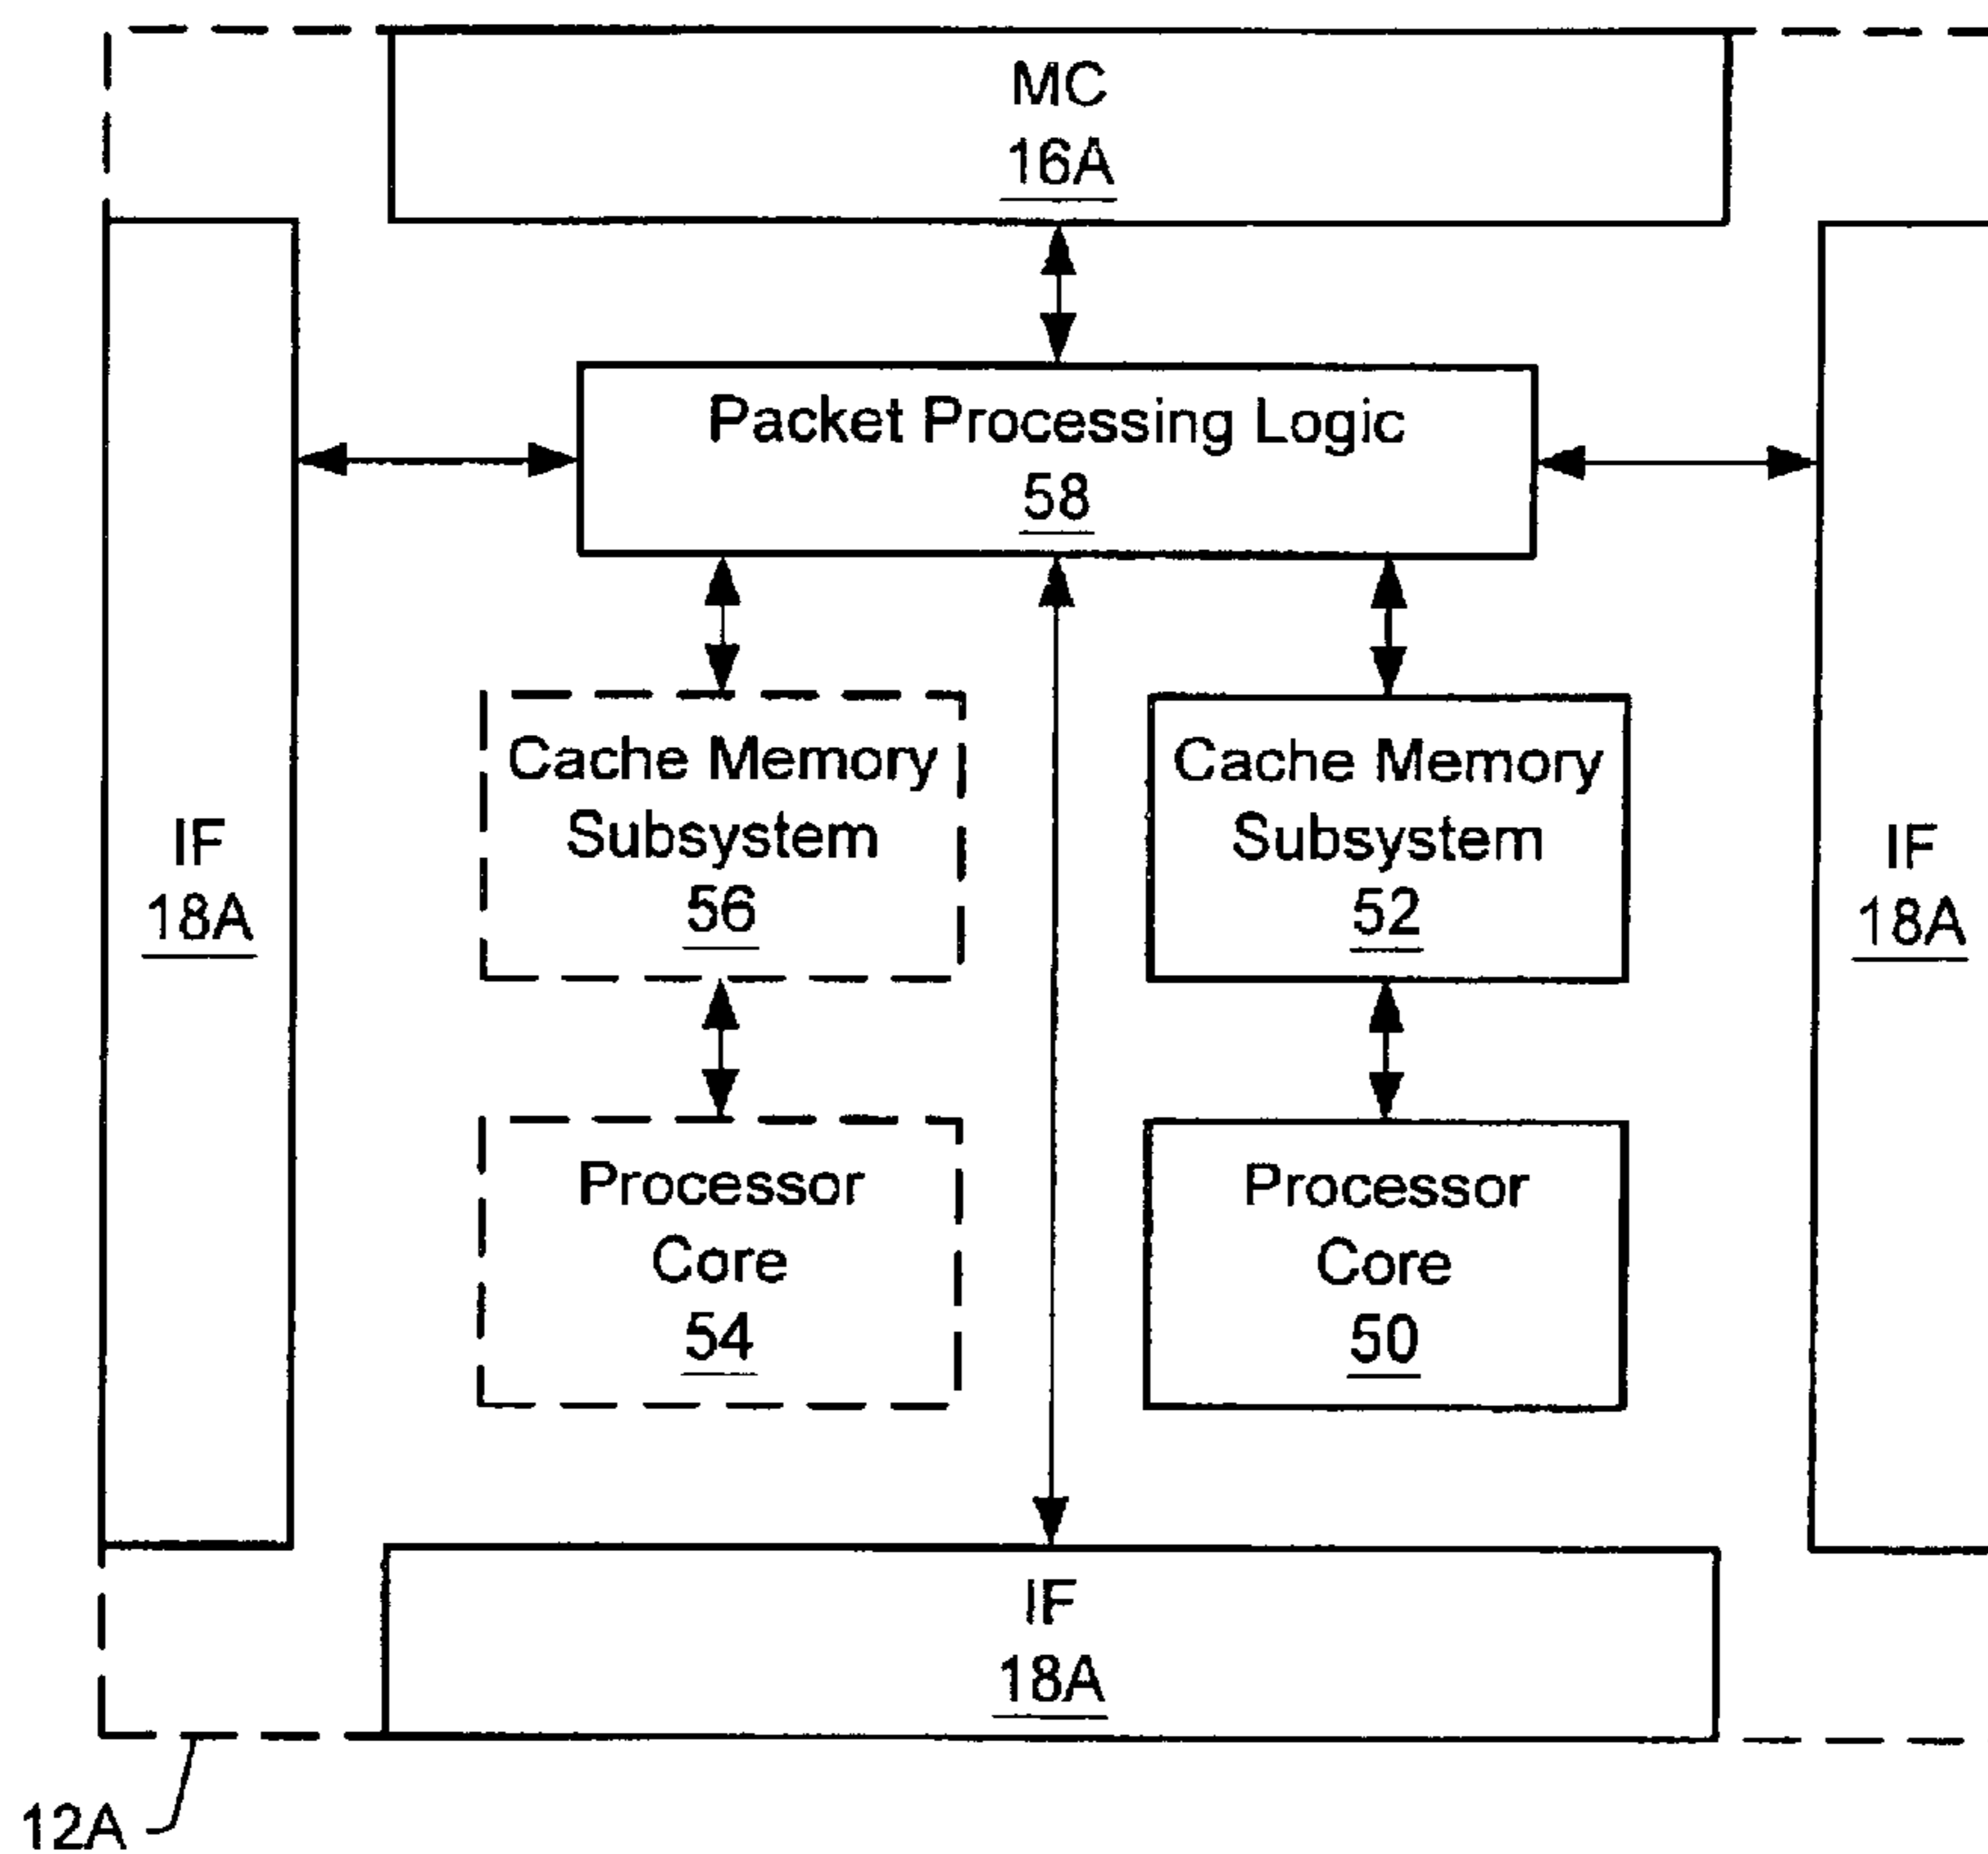 MC
16A
Packet Processing Logic
58
Cache Memory
Subsystem
56
Cache Memory
Subsystem
52
IF
18A
IF
18A
Processor
Core
54
Processor
Core
50
IF
18A
12A